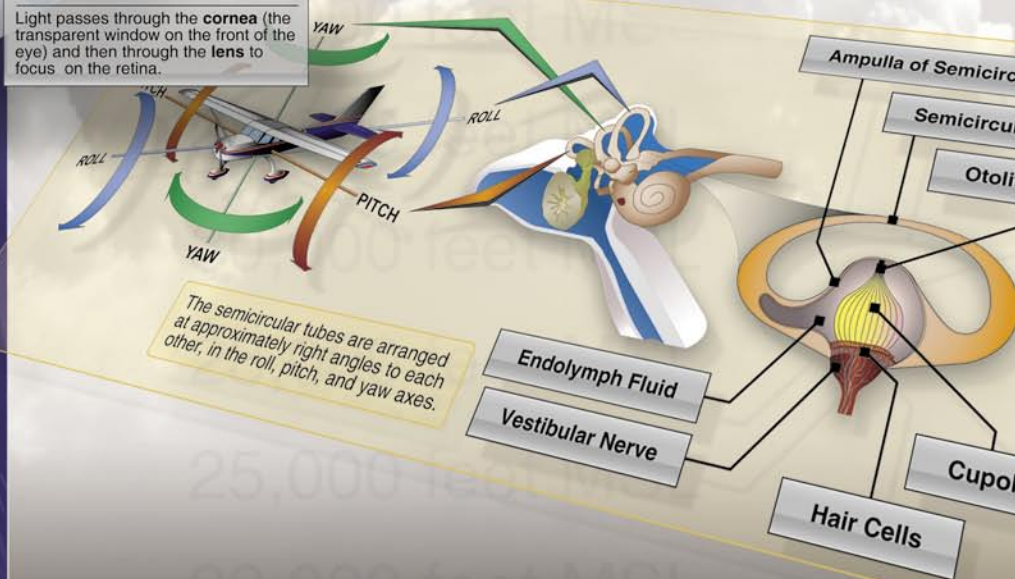 Light passes through the cornea (the
transparent window on the front of the
eye) and then through the lens to
focus on the retina.
YAW
ROLL
ROLL
PITCH
YAW
The semicircular tubes are arranged
at approximately right angles to each
other, in the roll, pitch, and yaw axes.
Ampulla of Semicirc
Semicircul
Otoli
Endolymph Fluid
Vestibular Nerve
Cupol
Hair Cells
25,000 feet MSL